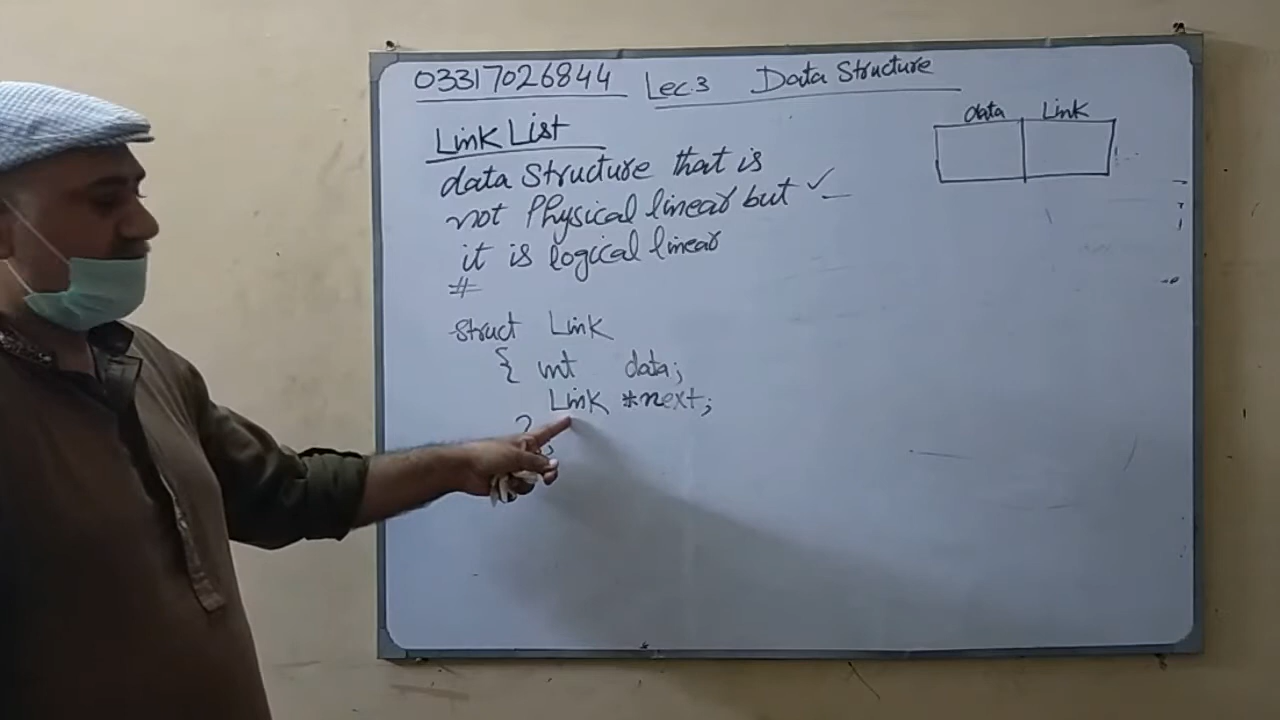 03317026844 Lec.3 Data Structure
data Link
Link List
data Structure that is
not Physical linear but ✓
it is logical linear
#
struct Link
{ int data;
Link *next;